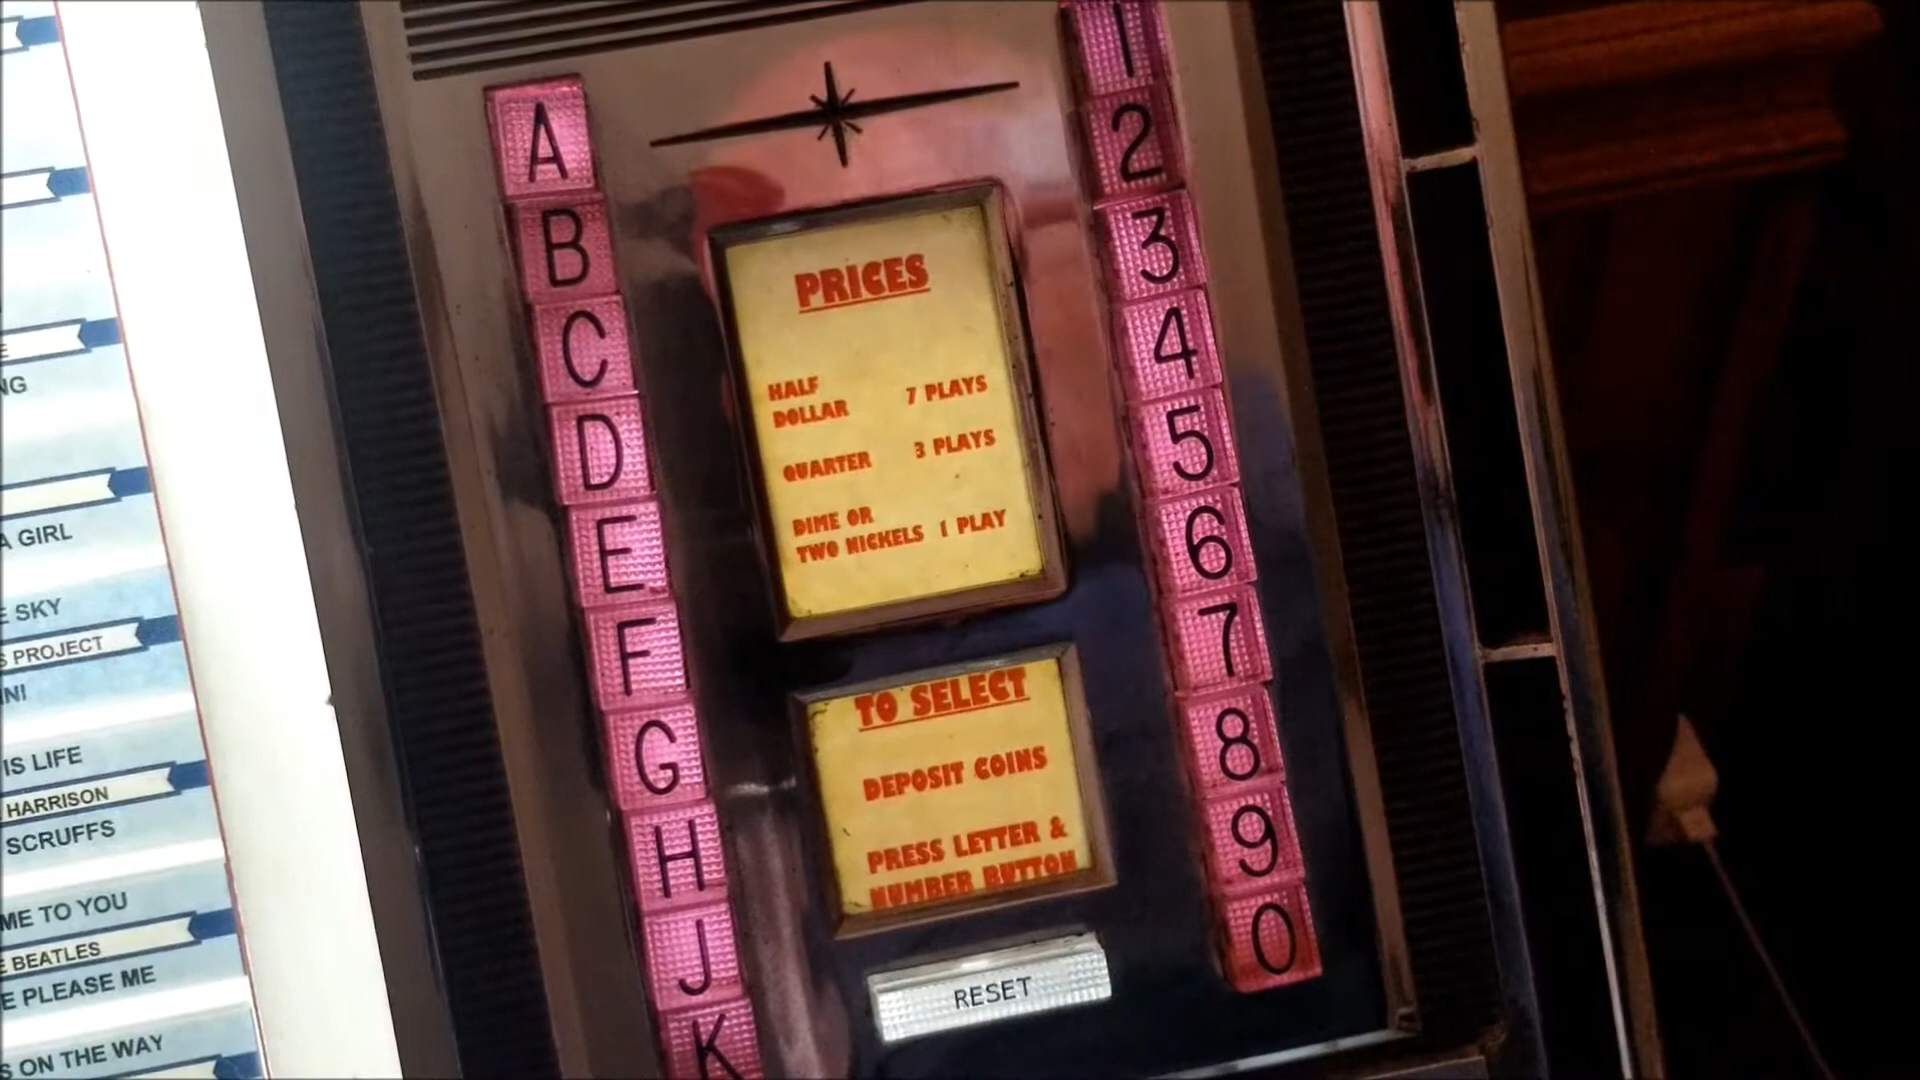 NG
A GIRL
E SKY
S PROJECT
NI
IS LIFE
HARRISON
SCRUFFS
ME TO YOU
E BEATLES
E PLEASE ME
S ON THE WAY
A
B
C
D
E
F
G
H
J
K
PRICES
HALF
DOLLAR 7 PLAYS
QUARTER 3 PLAYS
DIME OR
TWO NICKELS 1 PLAY
TO SELECT
DEPOSIT COINS
PRESS LETTER &
NUMBER BUTTON
RESET
1
2
3
4
5
6
7
8
9
0